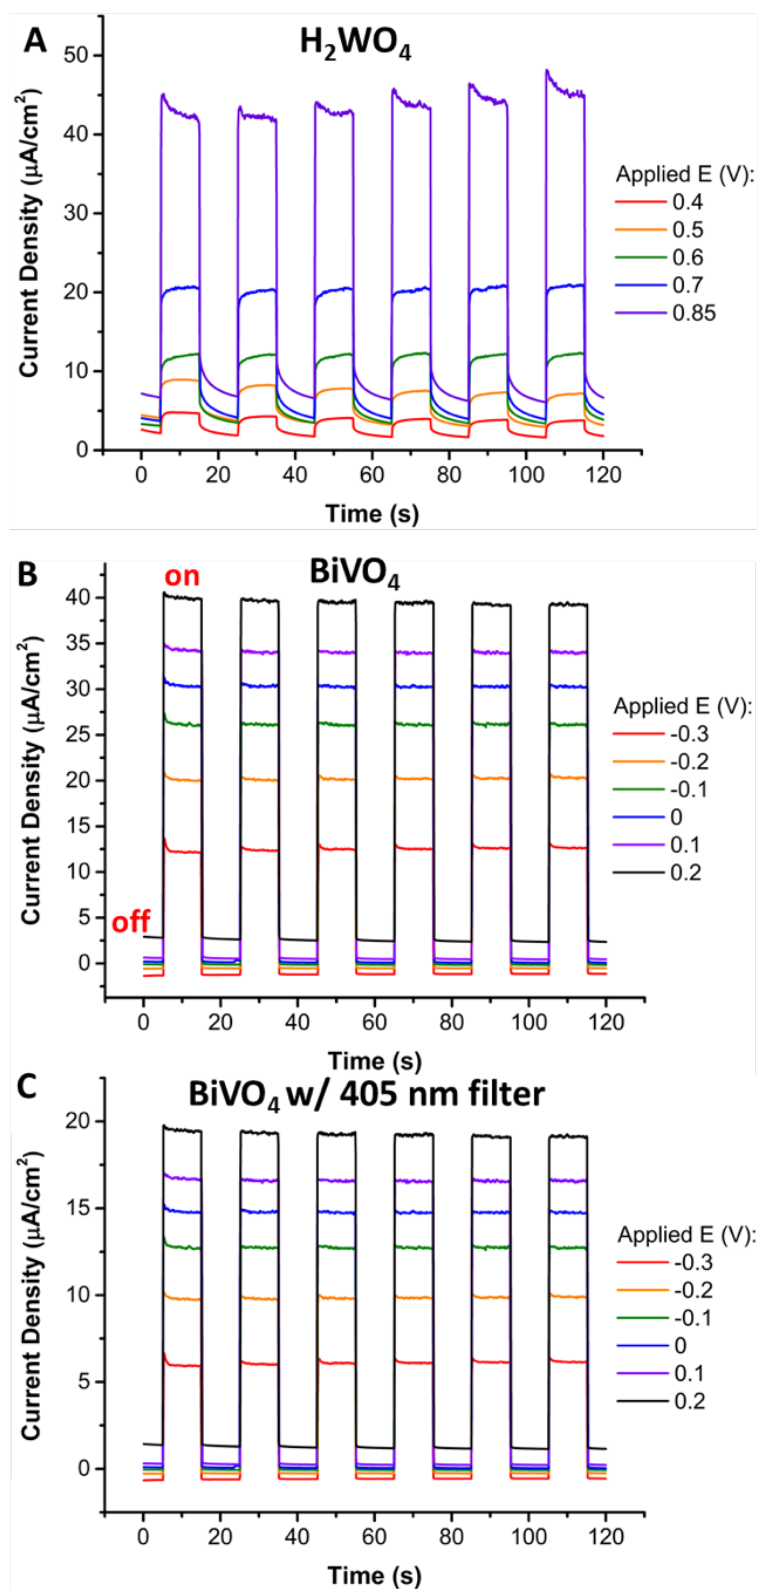 A
H₂WO₄
50
40
30
20
10
0
Current Density (μA/cm²)
0 20 40 60 80 100 120
Time (s)
Applied E (V):
0.4
0.5
0.6
0.7
0.85
B
BiVO₄
on
off
40
35
30
25
20
15
10
5
0
Current Density (μA/cm²)
0 20 40 60 80 100 120
Time (s)
Applied E (V):
-0.3
-0.2
-0.1
0
0.1
0.2
C
BiVO₄ w/ 405 nm filter
20
15
10
5
0
Current Density (μA/cm²)
0 20 40 60 80 100 120
Time (s)
Applied E (V):
-0.3
-0.2
-0.1
0
0.1
0.2